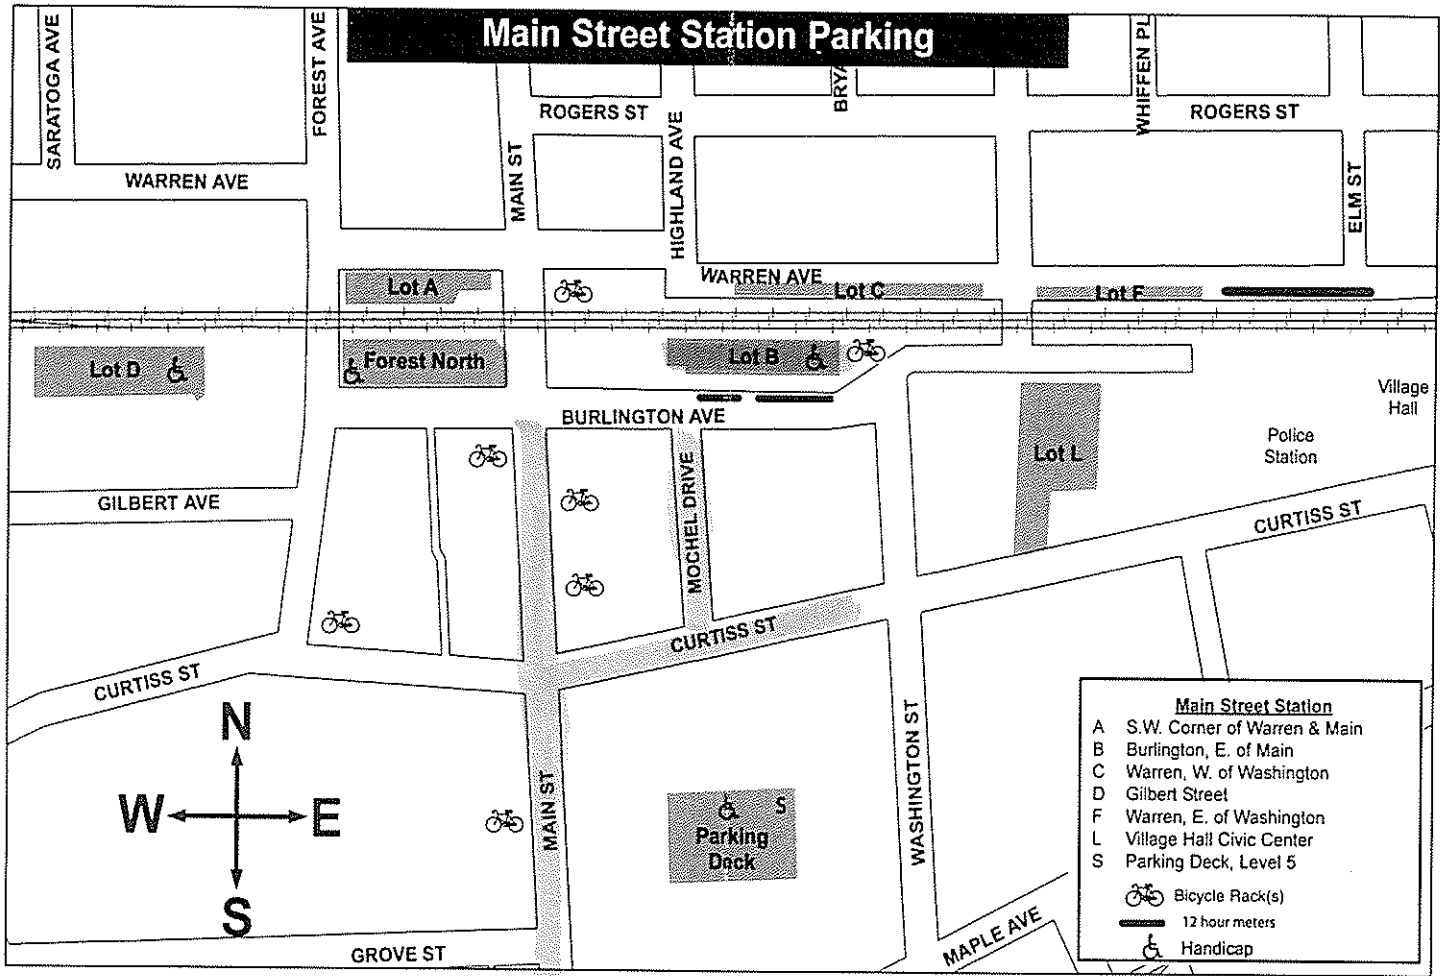 Main Street Station Parking
SARATOGA AVE
FOREST AVE
MAIN ST
ROGERS ST
HIGHLAND AVE
BRYA
WHIFFEN PL
ROGERS ST
ELM ST
WARREN AVE
WARREN AVE
Lot A
Lot C
Lot F
Lot D
Forest North
Lot B
BURLINGTON AVE
Village
Hall
Police
Station
Lot L
GILBERT AVE
MOCHEL DRIVE
CURTISS ST
CURTISS ST
CURTISS ST
N
W
E
S
MAIN ST
S
Parking
Deck
WASHINGTON ST
GROVE ST
MAPLE AVE
Main Street Station
A S.W. Corner of Warren & Main
B Burlington, E. of Main
C Warren, W. of Washington
D Gilbert Street
F Warren, E. of Washington
L Village Hall Civic Center
S Parking Deck, Level 5
Bicycle Rack(s)
12 hour meters
Handicap